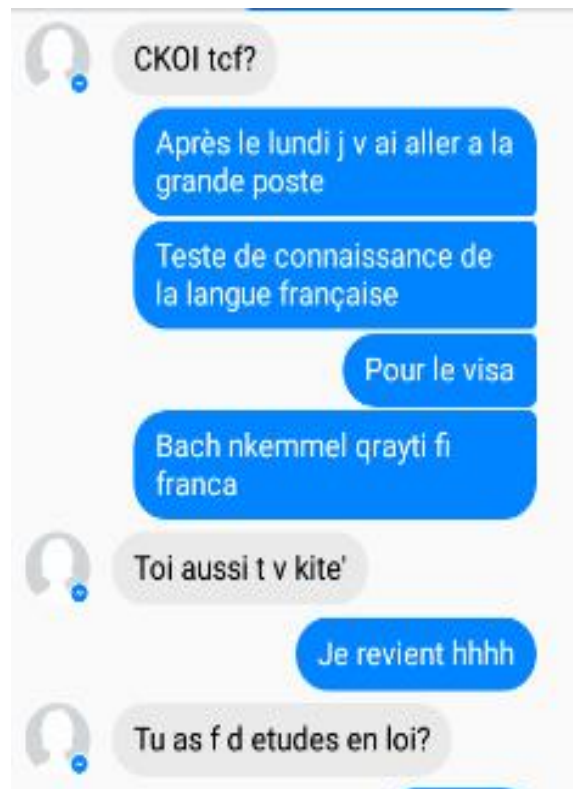 CKOI tcf?
Après le lundi j v ai aller a la
grande poste
Teste de connaissance de
la langue française
Pour le visa
Bach nkemmel qrayti fi
franca
Toi aussi t v kite'
Je revient hhhh
Tu as f d etudes en loi?